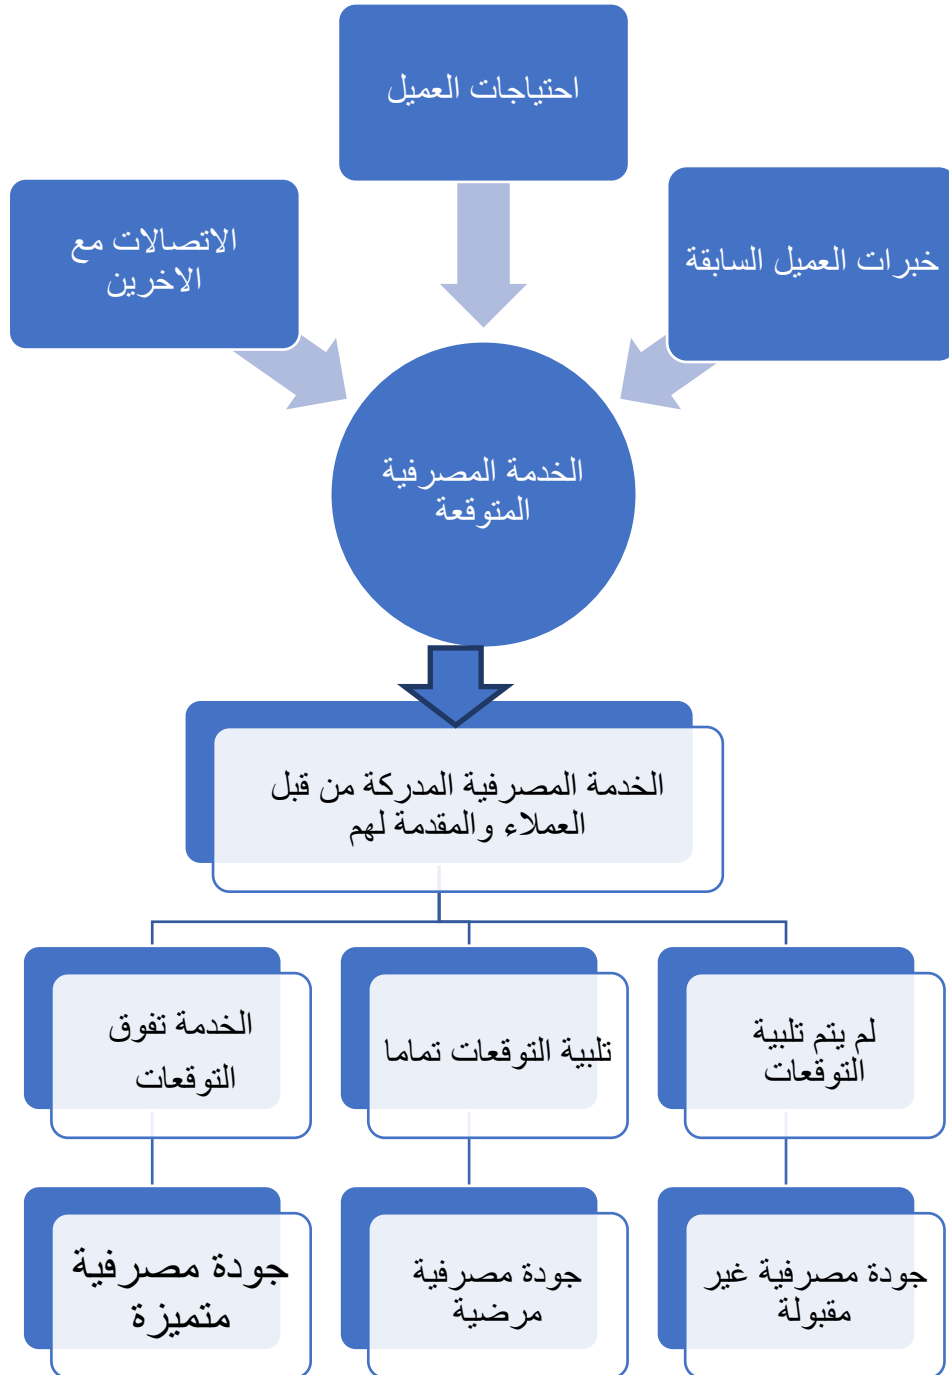 احتياجات العميل
خبرات العميل السابقة
الاتصالات مع
الاخرين
الخدمة المصرفية
المتوقعة
الخدمة المصرفية المدركة من قبل
العملاء والمقدمة لهم
لم يتم تلبية
التوقعات
تلبية التوقعات تماما
الخدمة تفوق
التوقعات
جودة مصرفية غير
مقبولة
جودة مصرفية
مرضية
جودة مصرفية
متميزة